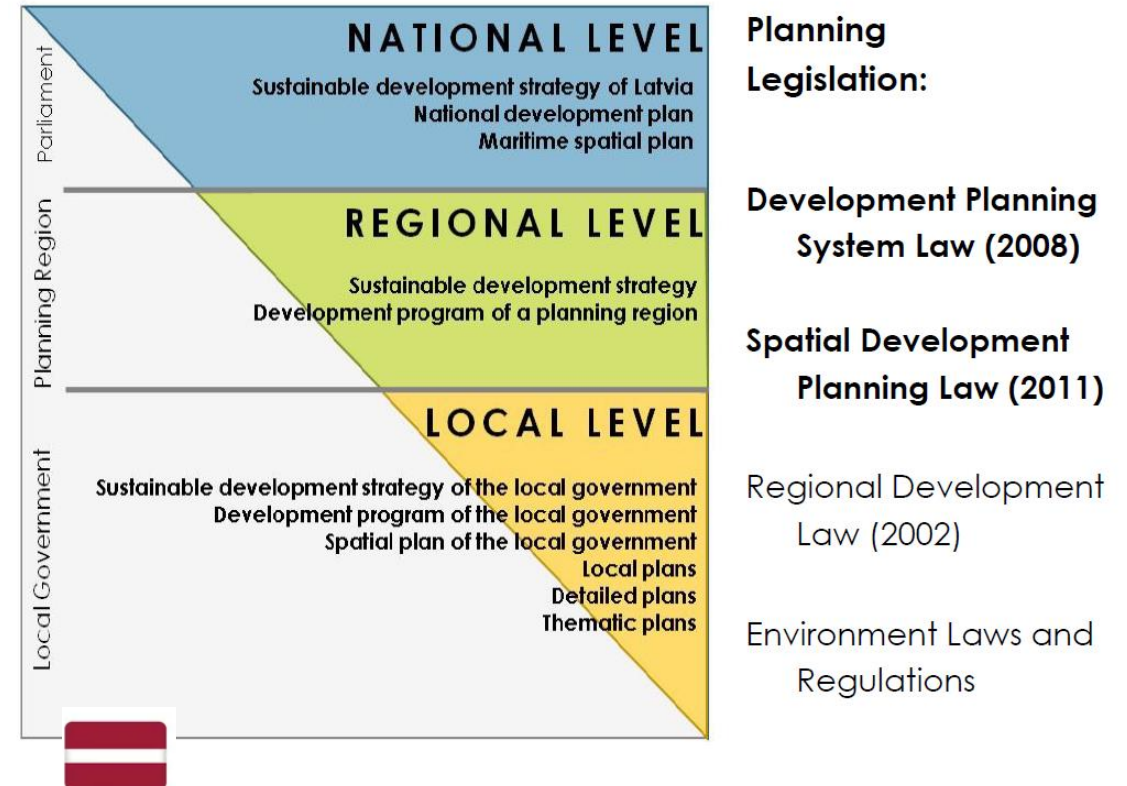 Parliament
NATIONAL LEVEL
Sustainable development strategy of Latvia
National development plan
Maritime spatial plan
Planning Region
REGIONAL LEVEL
Sustainable development strategy
Development program of a planning region
Local Government
LOCAL LEVEL
Sustainable development strategy of the local government
Development program of the local government
Spatial plan of the local government
Local plans
Detailed plans
Thematic plans
Planning
Legislation:
Development Planning
System Law (2008)
Spatial Development
Planning Law (2011)
Regional Development
Law (2002)
Environment Laws and
Regulations